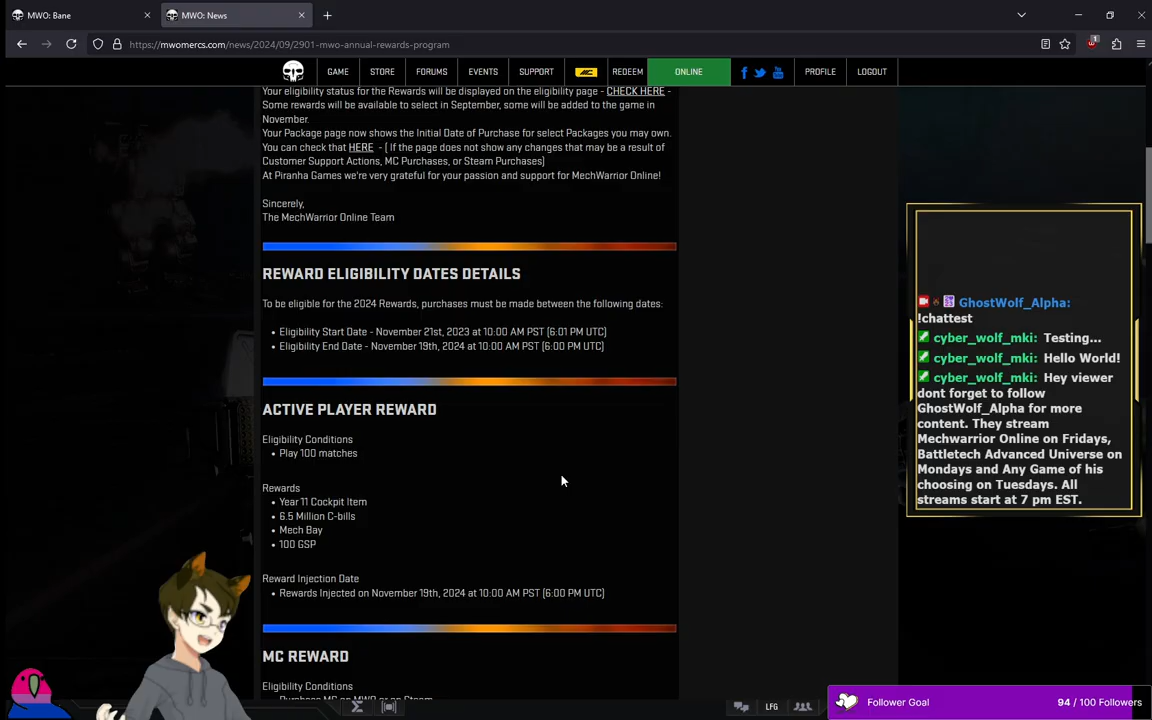 MWO: Bane
MWO: News
https://mwomercs.com/news/2024/09/2901-mwo-annual-rewards-program
1
GAME
STORE
FORUMS
EVENTS
SUPPORT
MC
REDEEM
ONLINE
PROFILE
LOGOUT
Your eligibility status for the Rewards will be displayed on the eligibility page - CHECK HERE -
Some rewards will be available to select in September, some will be added to the game in
November.
Your Package page now shows the Initial Date of Purchase for select Packages you may own.
You can check that HERE - ( If the page does not show any changes that may be a result of
Customer Support Actions, MC Purchases, or Steam Purchases)
At Piranha Games we're very grateful for your passion and support for MechWarrior Online!
Sincerely,
The MechWarrior Online Team
REWARD ELIGIBILITY DATES DETAILS
To be eligible for the 2024 Rewards, purchases must be made between the following dates:
• Eligibility Start Date - November 21st, 2023 at 10:00 AM PST (6:01 PM UTC)
• Eligibility End Date - November 19th, 2024 at 10:00 AM PST (6:00 PM UTC)
ACTIVE PLAYER REWARD
Eligibility Conditions
• Play 100 matches
Rewards
• Year 11 Cockpit Item
• 6.5 Million C-bills
• Mech Bay
• 100 GSP
Reward Injection Date
• Rewards Injected on November 19th, 2024 at 10:00 AM PST (6:00 PM UTC)
MC REWARD
Eligibility Conditions
• Purchase MC on MWO or on Steam
GhostWolf_Alpha:
!chattest
cyber_wolf_mki: Testing...
cyber_wolf_mki: Hello World!
cyber_wolf_mki: Hey viewer
dont forget to follow
GhostWolf_Alpha for more
content. They stream
Mechwarrior Online on Fridays,
Battletech Advanced Universe on
Mondays and Any Game of his
choosing on Tuesdays. All
streams start at 7 pm EST.
LFG
Follower Goal
94 / 100 Followers